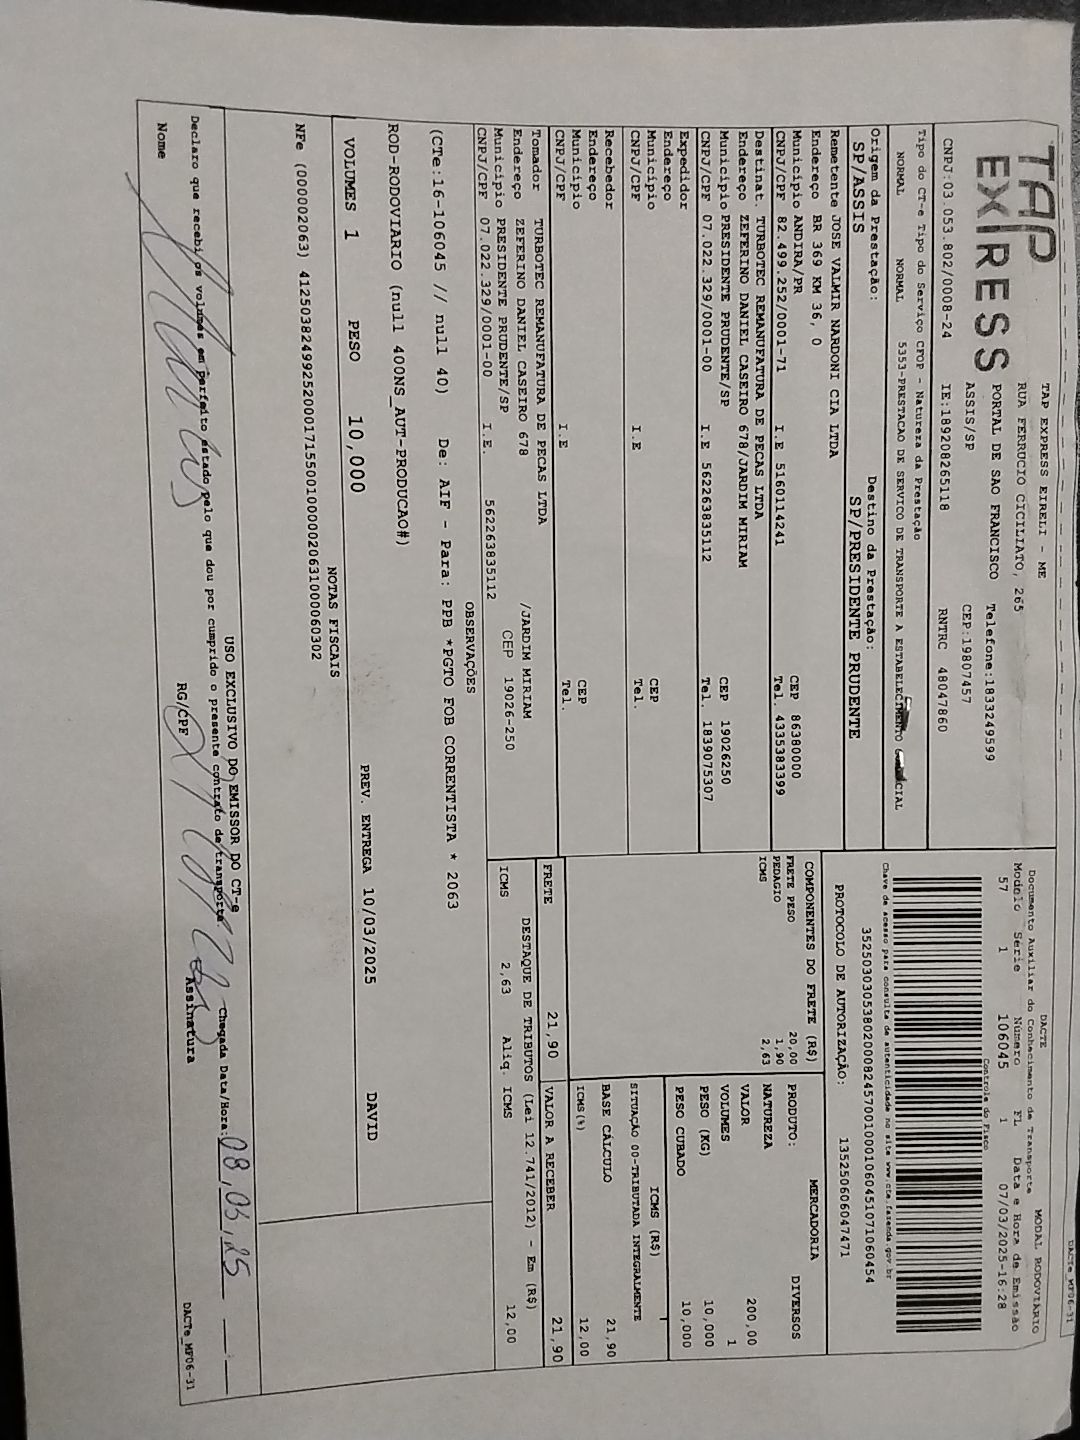 DACTe_MF06-31
TAP
EXPRESS
TAP EXPRESS EIRELI - ME
RUA FERRUCIO CICILIATO, 265
PORTAL DE SAO FRANCISCO Telefone:1833249599
ASSIS/SP CEP:19807457
CNPJ:03.053.802/0008-24 IE:189208265118 RNTRC 48047860
DACTE MODAL RODOVIÁRIO
Documento Auxiliar do Conhecimento de Transporte
Modelo Série Número FL Data e Hora de Emissão
57 1 106045 1 07/03/2025-16:28
Controle do Fisco
Chave de acesso para consulta de autenticidade no site www.cte.fazenda.gov.br
35250303053802000824570010001060451071060454
PROTOCOLO DE AUTORIZAÇÃO: 135250606047471
Tipo do CT-e Tipo do Serviço CFOP - Natureza da Prestação
NORMAL NORMAL 5353-PRESTACAO DE SERVICO DE TRANSPORTE A ESTABELECIMENTO
Origem da Prestação: Destino da Prestação:
SP/ASSIS SP/PRESIDENTE PRUDENTE
Remetente JOSE VALMIR NARDONI CIA LTDA
Endereço BR 369 KM 36, 0
Município ANDIRA/PR CEP 86380000
CNPJ/CPF 82.499.252/0001-71 I.E 5160114241 Tel. 4335383399
Destinat. TURBOTEC REMANUFATURA DE PECAS LTDA
Endereço ZEFERINO DANIEL CASEIRO 678/JARDIM MIRIAM
Município PRESIDENTE PRUDENTE/SP CEP 19026250
CNPJ/CPF 07.022.329/0001-00 I.E 562263835112 Tel. 1839075307
Expedidor
Endereço
Município CEP
CNPJ/CPF I.E Tel.
Recebedor
Endereço
Município CEP
CNPJ/CPF I.E Tel.
Tomador TURBOTEC REMANUFATURA DE PECAS LTDA
Endereço ZEFERINO DANIEL CASEIRO 678 /JARDIM MIRIAM
Município PRESIDENTE PRUDENTE/SP CEP 19026-250
CNPJ/CPF 07.022.329/0001-00 I.E. 562263835112
COMPONENTES DO FRETE (R$)
FRETE PESO 20,00
PEDAGIO 1,90
ICMS 2,63
MERCADORIA
PRODUTO: DIVERSOS
NATUREZA
VALOR 200,00
VOLUMES 1
PESO (KG) 10,000
PESO CUBADO 10,000
ICMS (R$)
SITUAÇÃO 00-TRIBUTADA INTEGRALMENTE
BASE CÁLCULO 21,90
ICMS(%) 12,00
FRETE 21,90 VALOR A RECEBER 21,90
DESTAQUE DE TRIBUTOS (Lei 12.741/2012) - Em (R$)
ICMS 2,63 Aliq. ICMS 12,00
OBSERVAÇÕES
(CTe:16-106045 // null 40) De: AIF - Para: PPB *PGTO FOB CORRENTISTA * 2063
ROD-RODOVIARIO (null 400NS_AUT-PRODUCAO#)
VOLUMES 1 PESO 10,000 PREV. ENTREGA 10/03/2025 DAVID
NOTAS FISCAIS
NFe (000002063) 41250382499252000171550010000020631000060302
USO EXCLUSIVO DO EMISSOR DO CT-e
Declaro que recebi os volumes em perfeito estado pelo que dou por cumprido o presente contrato de transporte
Chegada Data/Hora: 08,03,25
Nome RG/CPF Assinatura
DACTe_MF06-31